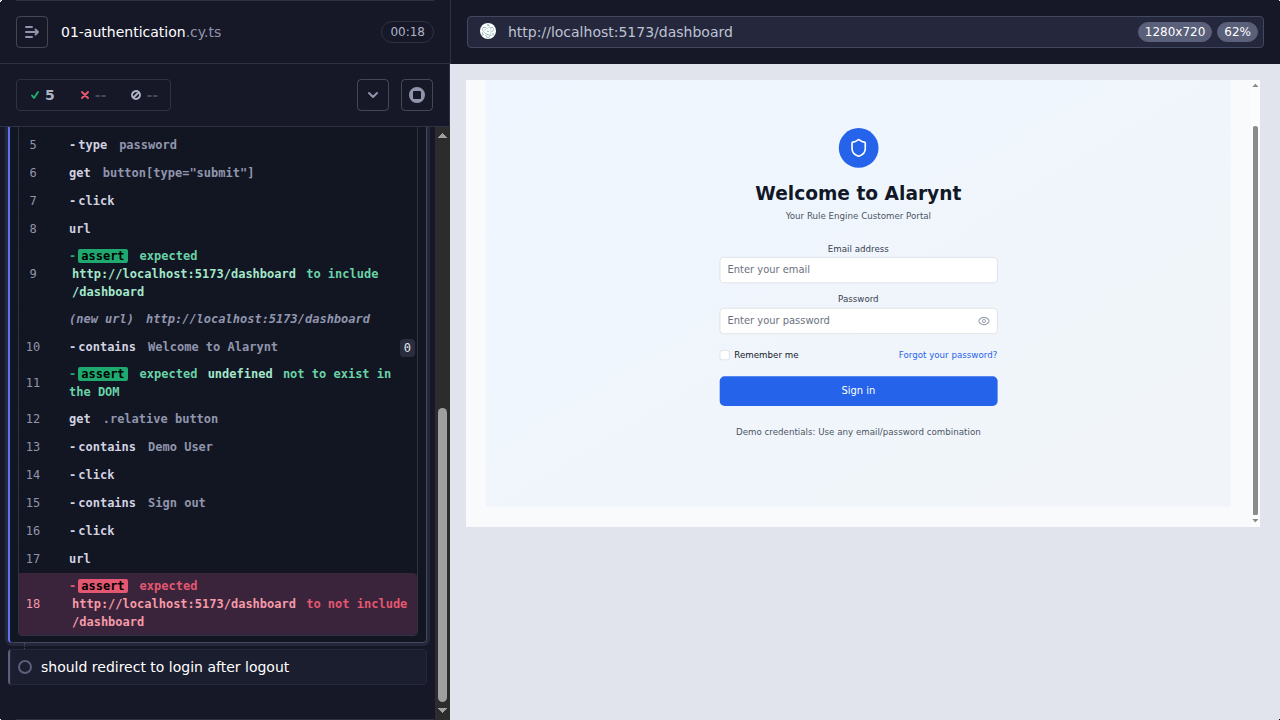 01-authentication.cy.ts
00:18
http://localhost:5173/dashboard
1280x720
62%
5
--
--
5 -type password
6 get button[type="submit"]
7 -click
8 url
-assert expected
9 http://localhost:5173/dashboard to include
/dashboard
(new url) http://localhost:5173/dashboard
10 -contains Welcome to Alarynt 0
-assert expected undefined not to exist in
11
the DOM
12 get .relative button
13 -contains Demo User
14 -click
15 -contains Sign out
16 -click
17 url
-assert expected
18 http://localhost:5173/dashboard to not include
/dashboard
should redirect to login after logout
Welcome to Alarynt
Your Rule Engine Customer Portal
Email address
Enter your email
Password
Enter your password
Remember me
Forgot your password?
Sign in
Demo credentials: Use any email/password combination